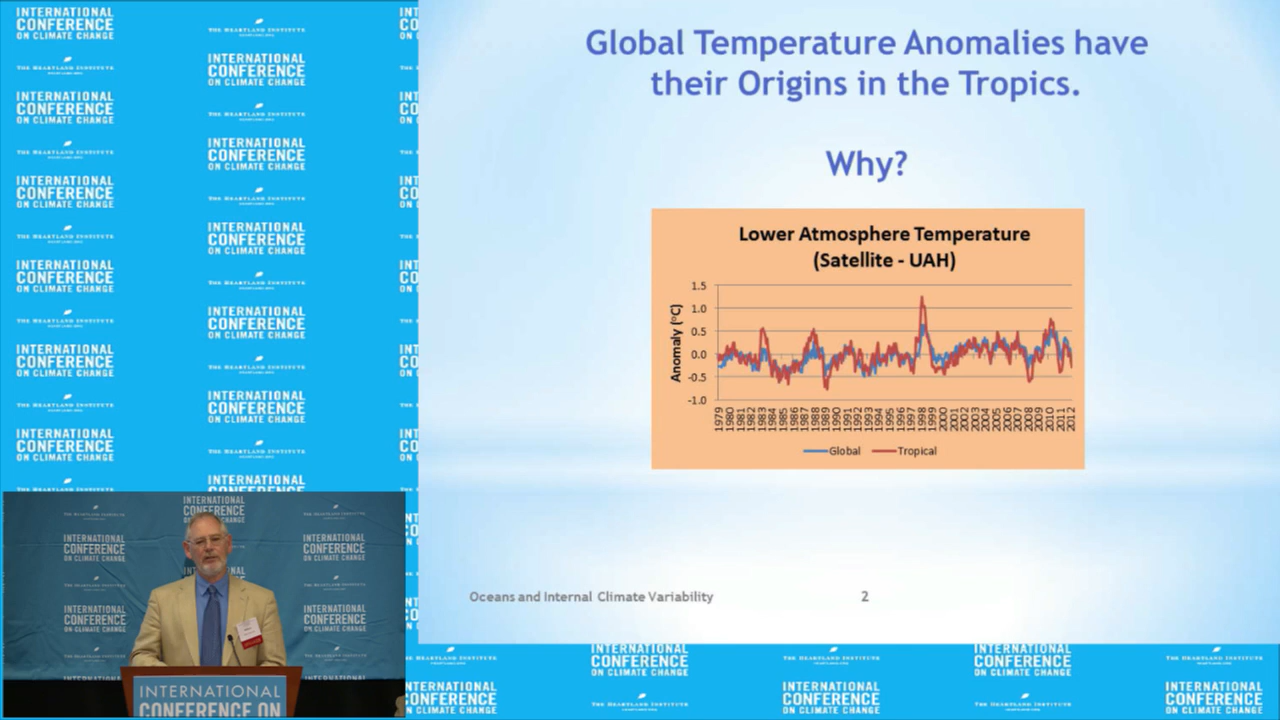 Global Temperature Anomalies have
their Origins in the Tropics.
Why?
Lower Atmosphere Temperature
(Satellite - UAH)
Anomaly (°C)
1.5
1.0
0.5
0.0
-0.5
-1.0
1979 1980 1981 1982 1983 1984 1985 1986 1987 1988 1989 1990 1991 1992 1993 1994 1995 1996 1997 1998 1999 2000 2001 2002 2003 2004 2005 2006 2007 2008 2009 2010 2011 2012
Global Tropical
Oceans and Internal Climate Variability 2
INTERNATIONAL
CONFERENCE
ON CLIMATE CHANGE
THE HEARTLAND INSTITUTE
INTERNATIONAL
CONFERENCE ON